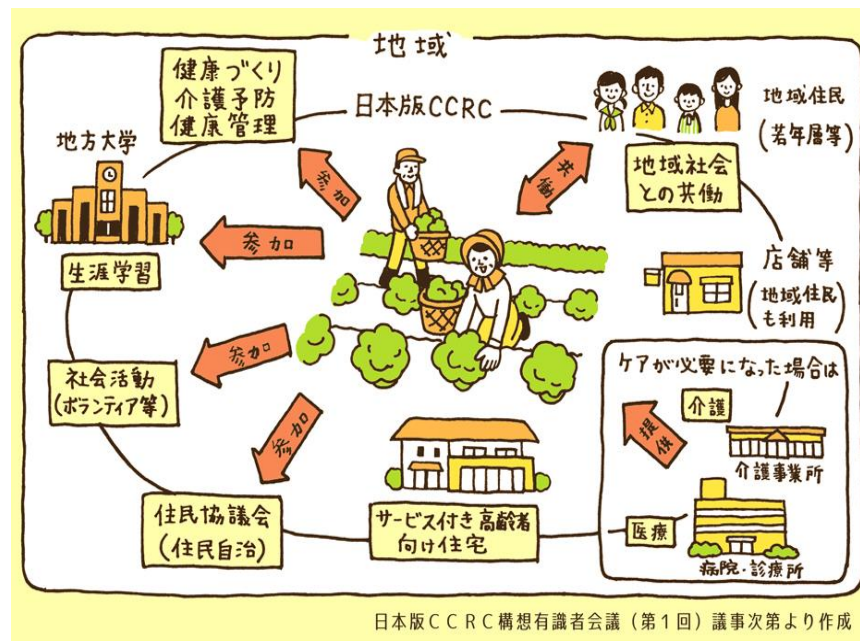 地域
日本版CCRC
健康づくり
介護予防
健康管理
地方大学
生涯学習
社会活動
(ボランティア等)
住民協議会
(住民自治)
サービス付き高齢者
向け住宅
参加
参加
参加
参加
共働
地域住民
(若年層等)
地域社会
との共働
店舗等
(地域住民
も利用)
ケアが必要になった場合は
介護
提供
介護事業所
医療
病院・診療所
日本版CCRC構想有識者会議(第1回)議事次第より作成